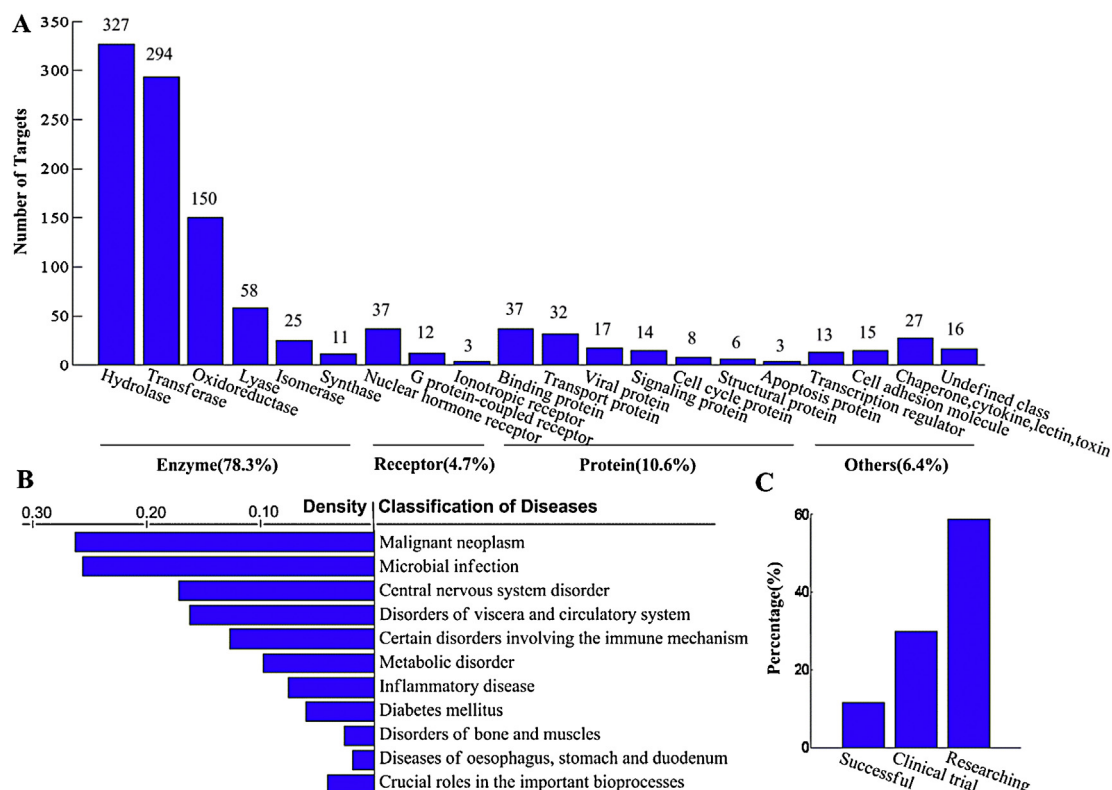 A
350
300
250
200
150
100
50
0
Number of Targets
327
294
150
58
25
11
37
12
3
37
32
17
14
8
6
3
13
15
27
16
Hydrolase
Transferase
Oxidoreductase
Lyase
Isomerase
Synthase
Nuclear hormone receptor
G protein-coupled receptor
Ionotropic receptor
Binding protein
Transport protein
Viral protein
Signaling protein
Cell cycle protein
Structural protein
Apoptosis protein
Transcription regulator
Cell adhesion molecule
Chaperone,cytokine,lectin,toxin
Undefined class
Enzyme(78.3%)
Receptor(4.7%)
Protein(10.6%)
Others(6.4%)
B
Density
Classification of Diseases
0.30
0.20
0.10
Malignant neoplasm
Microbial infection
Central nervous system disorder
Disorders of viscera and circulatory system
Certain disorders involving the immune mechanism
Metabolic disorder
Inflammatory disease
Diabetes mellitus
Disorders of bone and muscles
Diseases of oesophagus, stomach and duodenum
Crucial roles in the important bioprocesses
C
60
40
20
0
Percentage(%)
Successful
Clinical trial
Researching